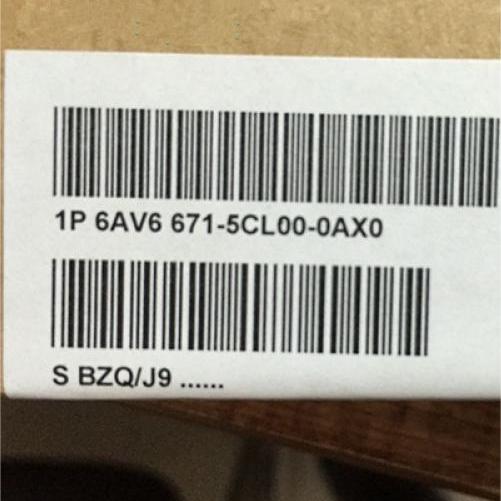 1P 6AV6 671-5CL00-0AX0
S BZQ/J9 ......